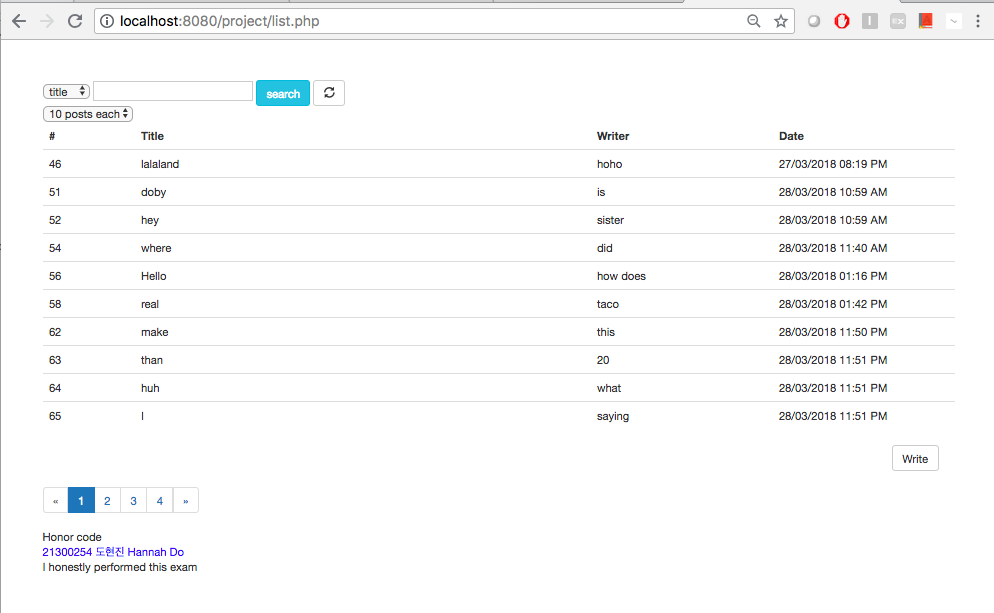 localhost:8080/project/list.php
title search
10 posts each
# Title Writer Date
46 lalaland hoho 27/03/2018 08:19 PM
51 doby is 28/03/2018 10:59 AM
52 hey sister 28/03/2018 10:59 AM
54 where did 28/03/2018 11:40 AM
56 Hello how does 28/03/2018 01:16 PM
58 real taco 28/03/2018 01:42 PM
62 make this 28/03/2018 11:50 PM
63 than 20 28/03/2018 11:51 PM
64 huh what 28/03/2018 11:51 PM
65 I saying 28/03/2018 11:51 PM
Write
« 1 2 3 4 »
Honor code
21300254 도현진 Hannah Do
I honestly performed this exam